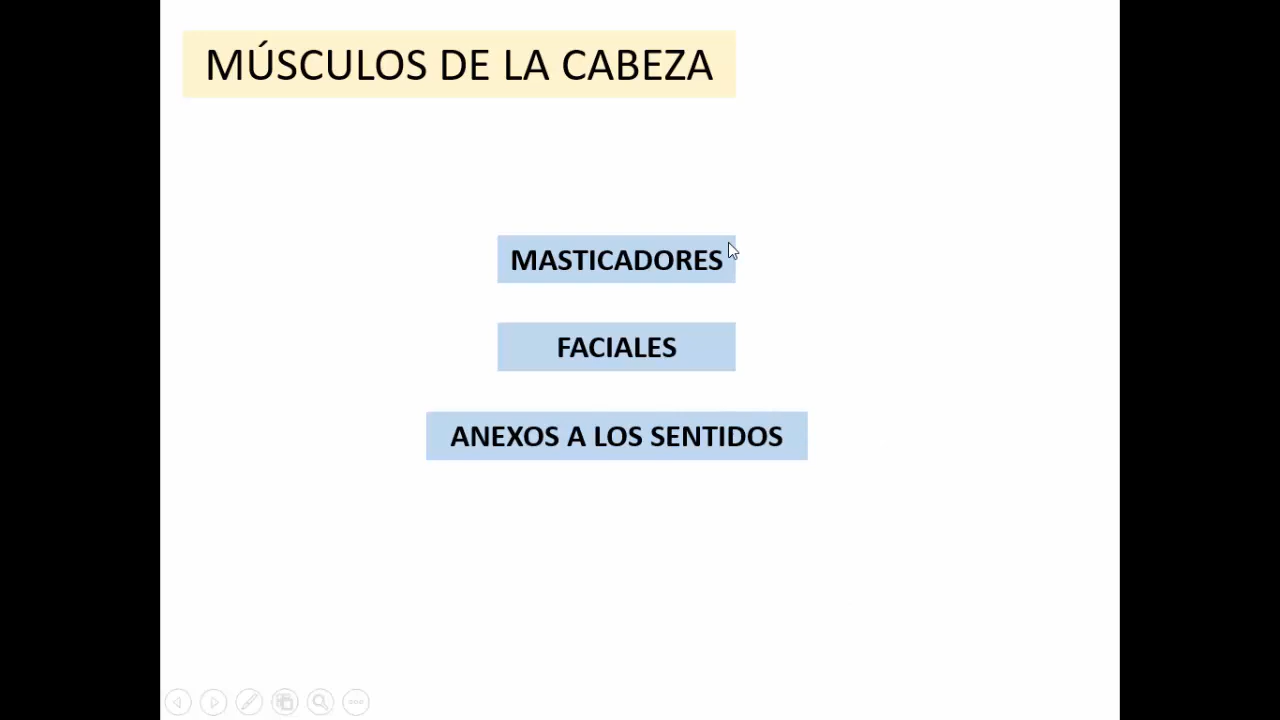 MÚSCULOS DE LA CABEZA
MASTICADORES
FACIALES
ANEXOS A LOS SENTIDOS